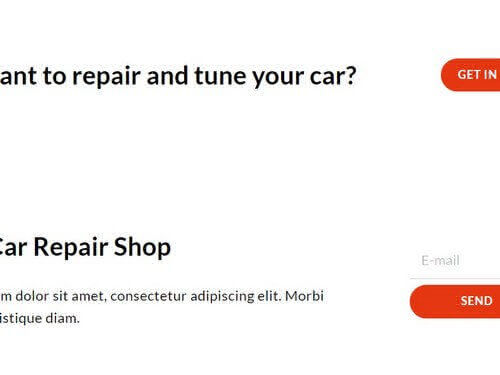 ant to repair and tune your car?
GET IN
Car Repair Shop
E-mail
m dolor sit amet, consectetur adipiscing elit. Morbi
SEND
istique diam.